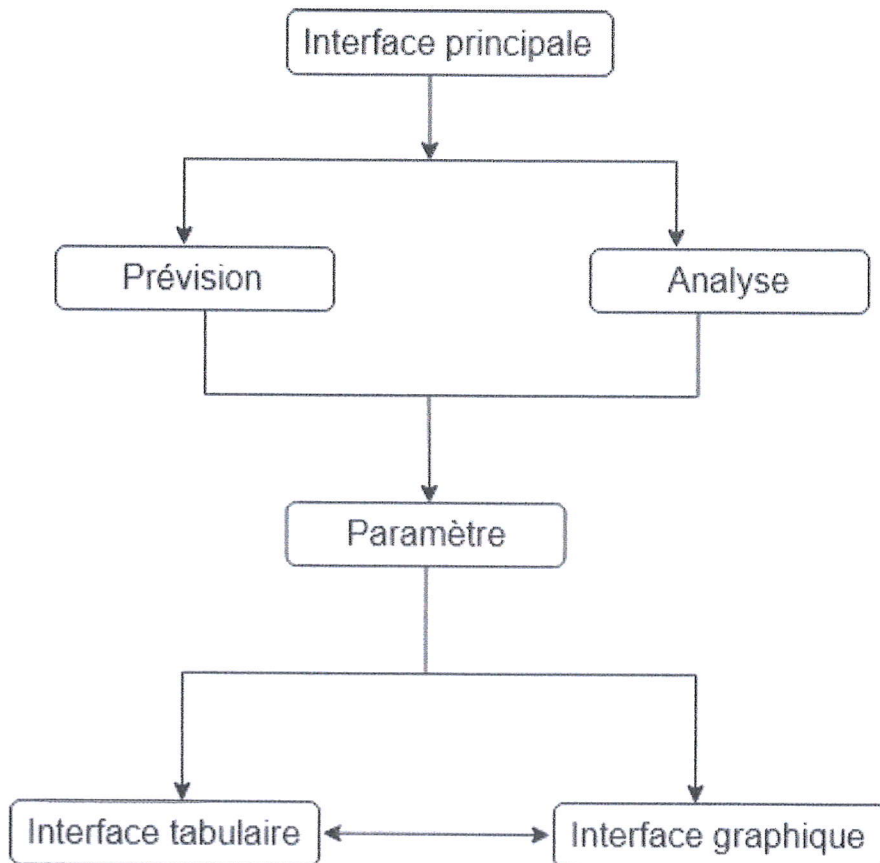 Interface principale
Prévision
Analyse
Paramètre
Interface tabulaire
Interface graphique